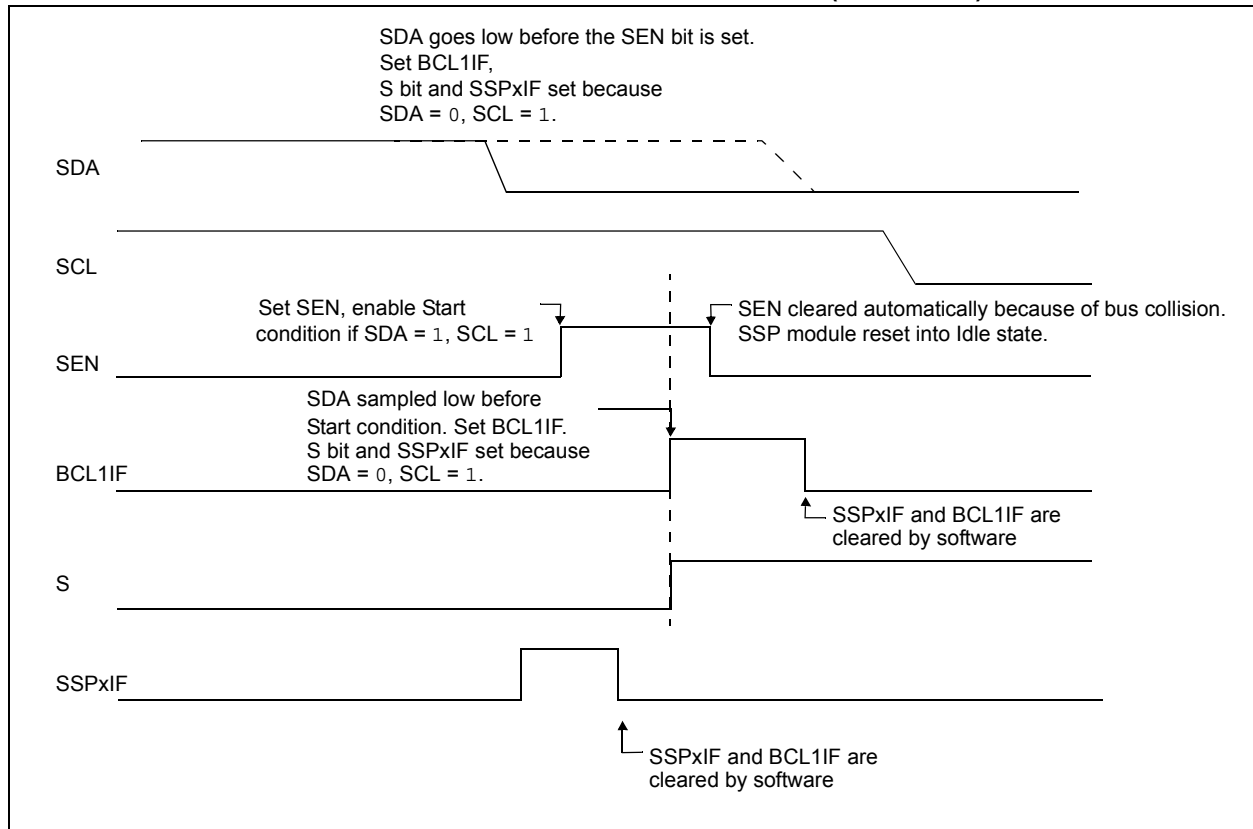 SDA goes low before the SEN bit is set.
Set BCL1IF,
S bit and SSPxIF set because
SDA = 0, SCL = 1.
SDA
SCL
Set SEN, enable Start
condition if SDA = 1, SCL = 1
SEN cleared automatically because of bus collision.
SSP module reset into Idle state.
SEN
SDA sampled low before
Start condition. Set BCL1IF.
S bit and SSPxIF set because
SDA = 0, SCL = 1.
BCL1IF
SSPxIF and BCL1IF are
cleared by software
S
SSPxIF
SSPxIF and BCL1IF are
cleared by software